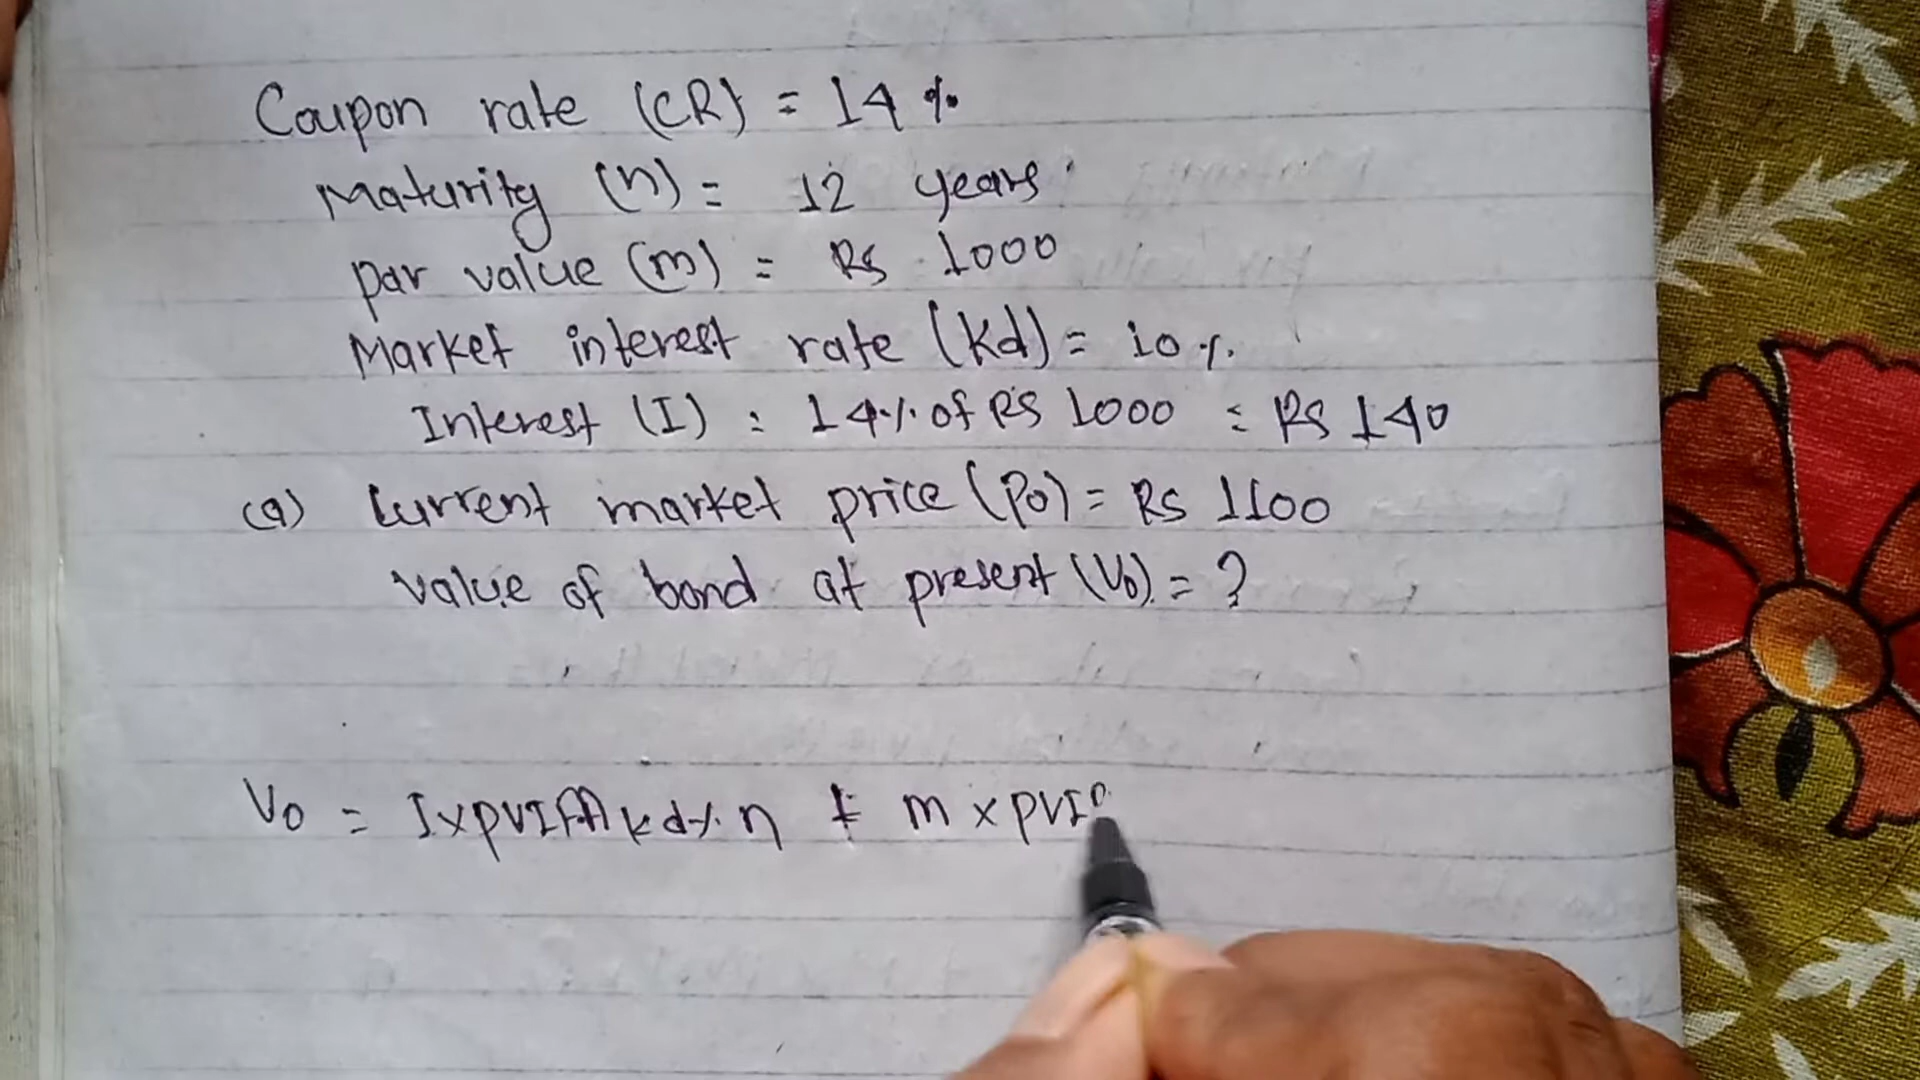 Coupon rate (CR) = 14 %
Maturity (n) = 12 years
par value (m) = Rs 1000
Market interest rate (Kd) = 10 %.
Interest (I) = 14% of RS 1000 = RS 140
(a) Current market price (P0) = RS 1100
value of bond at present (V0) = ?
V0 = I x PVIFA kd% n + m x PVI